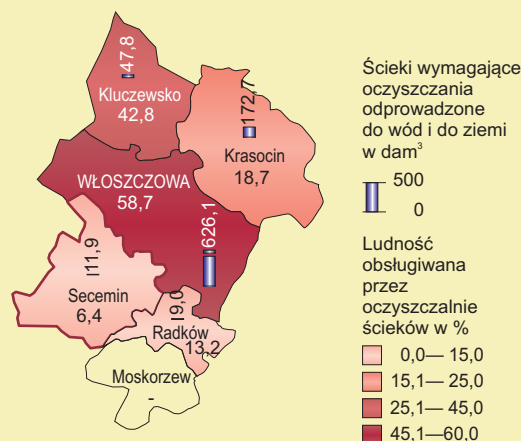 47,8
Kluczewsko
42,8
172,7
Krasocin
18,7
WŁOSZCZOWA
58,7
626,1
11,9
Secemin
6,4
19,0
Radków
13,2
Moskorzew
-
Ścieki wymagające
oczyszczania
odprowadzone
do wód i do ziemi
w dam³
500
0
Ludność
obsługiwana
przez
oczyszczalnie
ścieków w %
0,0— 15,0
15,1— 25,0
25,1— 45,0
45,1—60,0